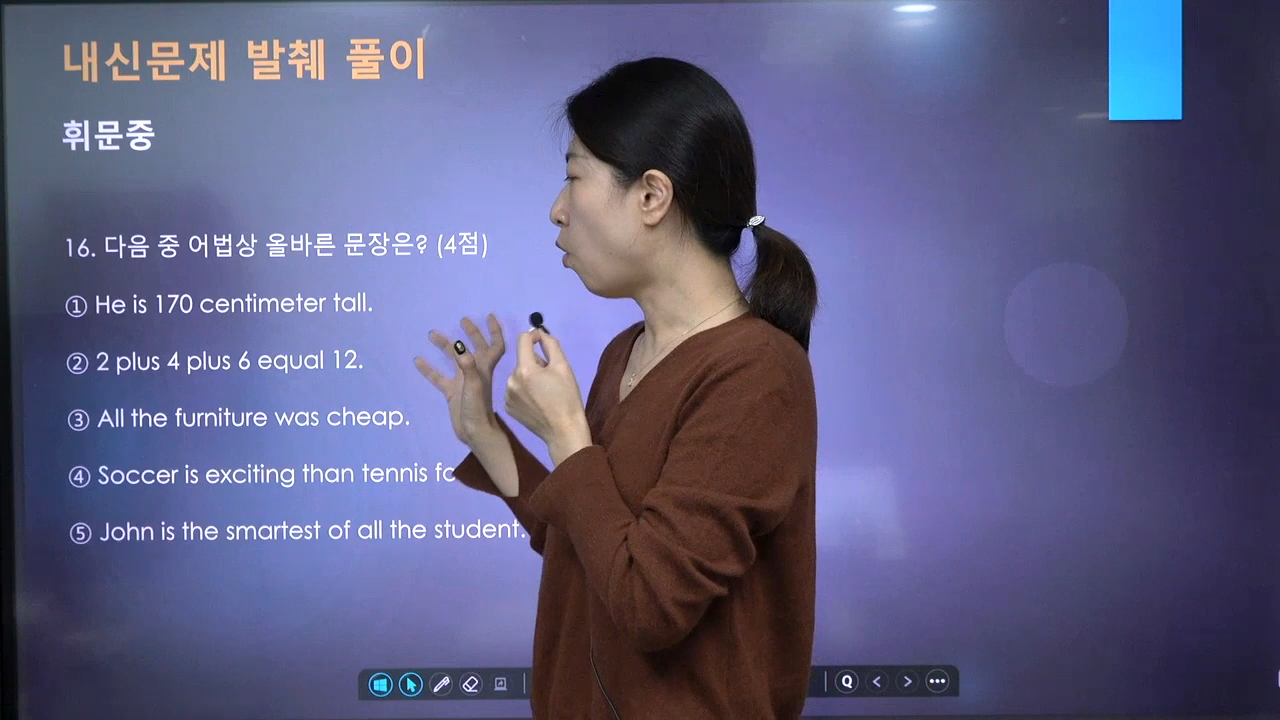 내신문제 발췌 풀이
휘문중
16. 다음 중 어법상 올바른 문장은? (4점)
① He is 170 centimeter tall.
② 2 plus 4 plus 6 equal 12.
③ All the furniture was cheap.
④ Soccer is exciting than tennis
⑤ John is the smartest of all the student.